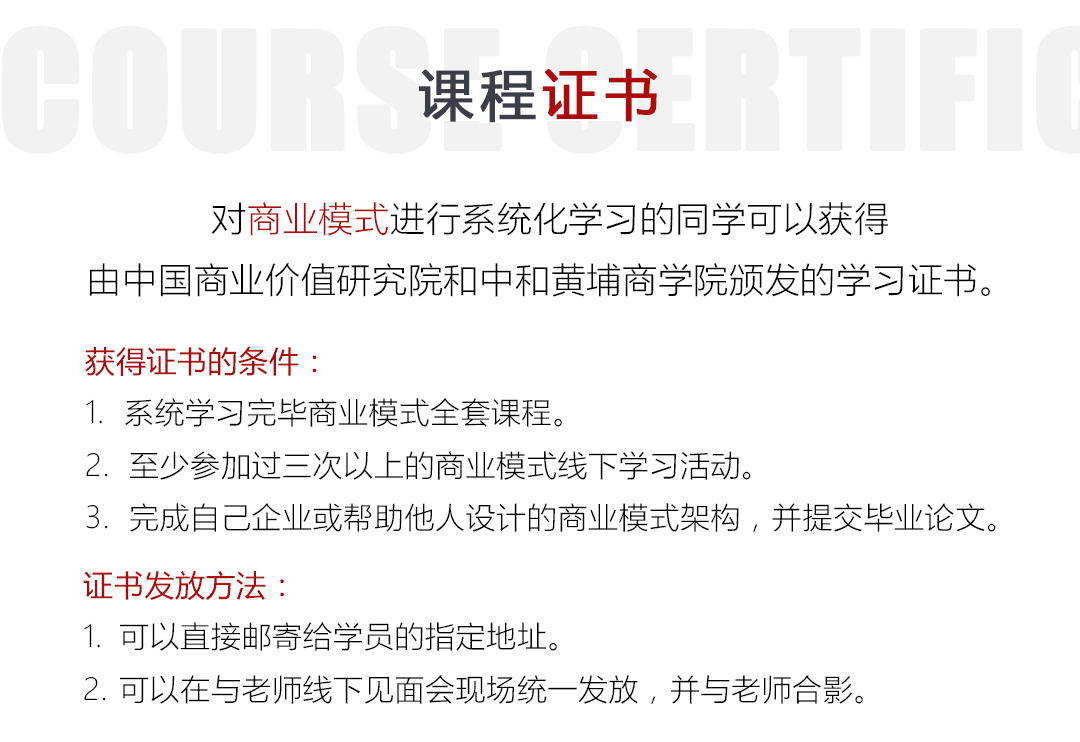 COURSE CERTIFIC
课程证书
对商业模式进行系统化学习的同学可以获得
由中国商业价值研究院和中和黄埔商学院颁发的学习证书。
获得证书的条件：
1. 系统学习完毕商业模式全套课程。
2. 至少参加过三次以上的商业模式线下学习活动。
3. 完成自己企业或帮助他人设计的商业模式架构，并提交毕业论文。
证书发放方法：
1. 可以直接邮寄给学员的指定地址。
2. 可以在与老师线下见面会现场统一发放，并与老师合影。